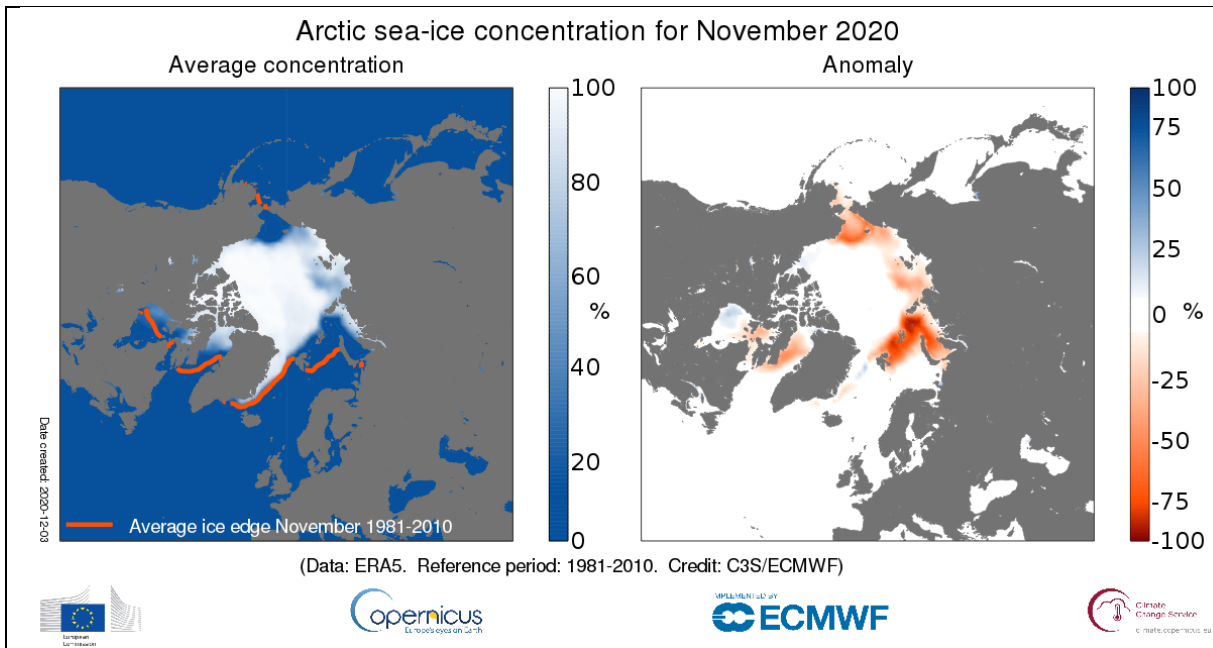 Arctic sea-ice concentration for November 2020
Average concentration
100
80
60
%
40
20
0
Date created: 2020-12-03
Average ice edge November 1981-2010
Anomaly
100
75
50
25
0
%
-25
-50
-75
-100
(Data: ERA5. Reference period: 1981-2010. Credit: C3S/ECMWF)
European
Commission
opernicus
Europe's eyes on Earth
IMPLEMENTED BY
ECMWF
Climate
Change Service
climate.copernicus.eu